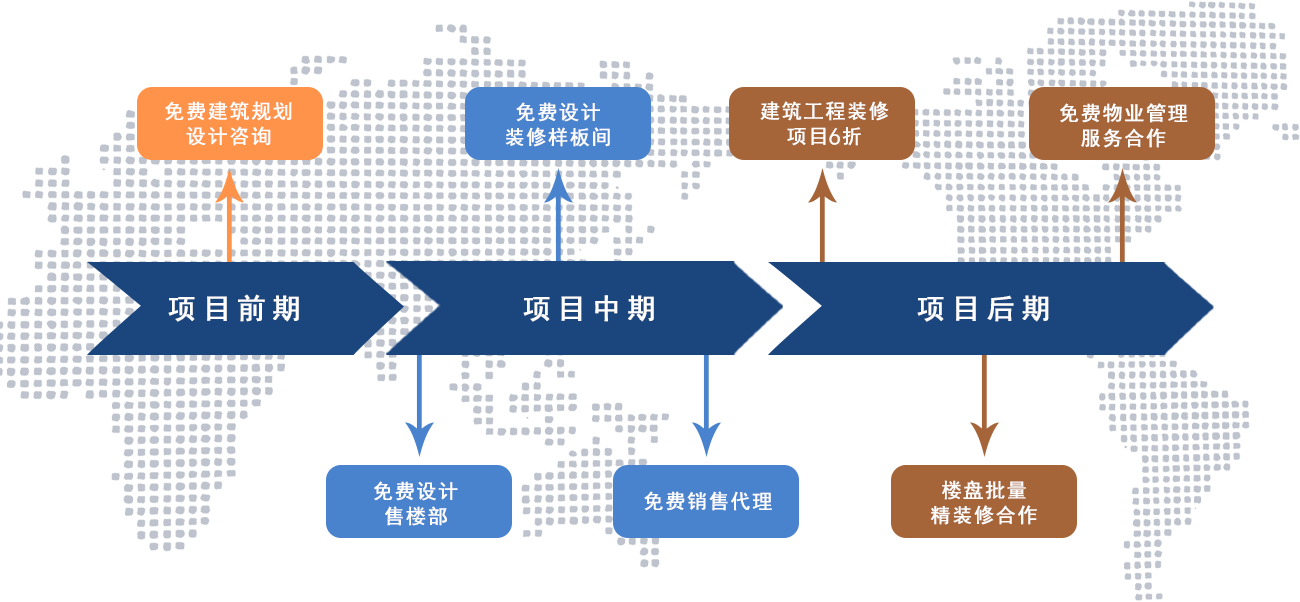 免费建筑规划
设计咨询
免费设计
装修样板间
建筑工程装修
项目6折
免费物业管理
服务合作
项目前期
项目中期
项目后期
免费设计
售楼部
免费销售代理
楼盘批量
精装修合作